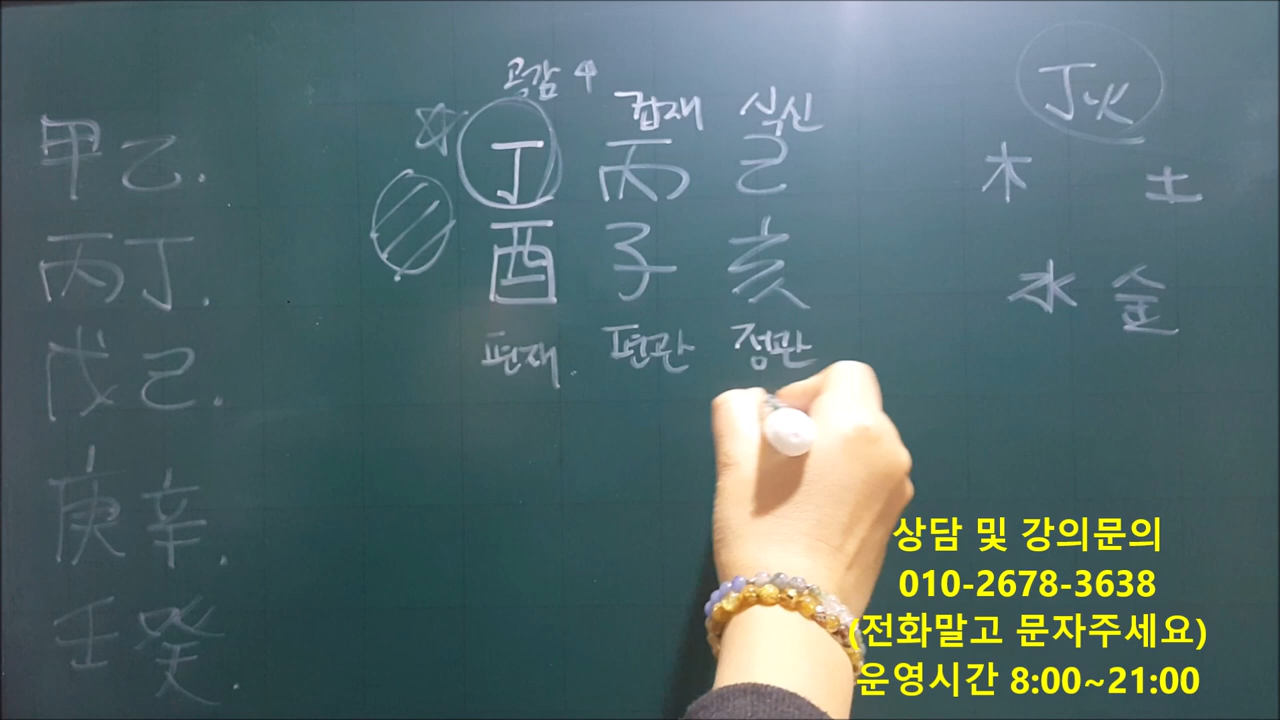 甲乙.
丙丁.
戊己.
庚辛.
壬癸.
공감
겁재 식신
丁丙己
酉子亥
편재. 편관 정관
丁火
木 土
水 金
상담 및 강의문의
010-2678-3638
(전화말고 문자주세요)
운영시간 8:00~21:00